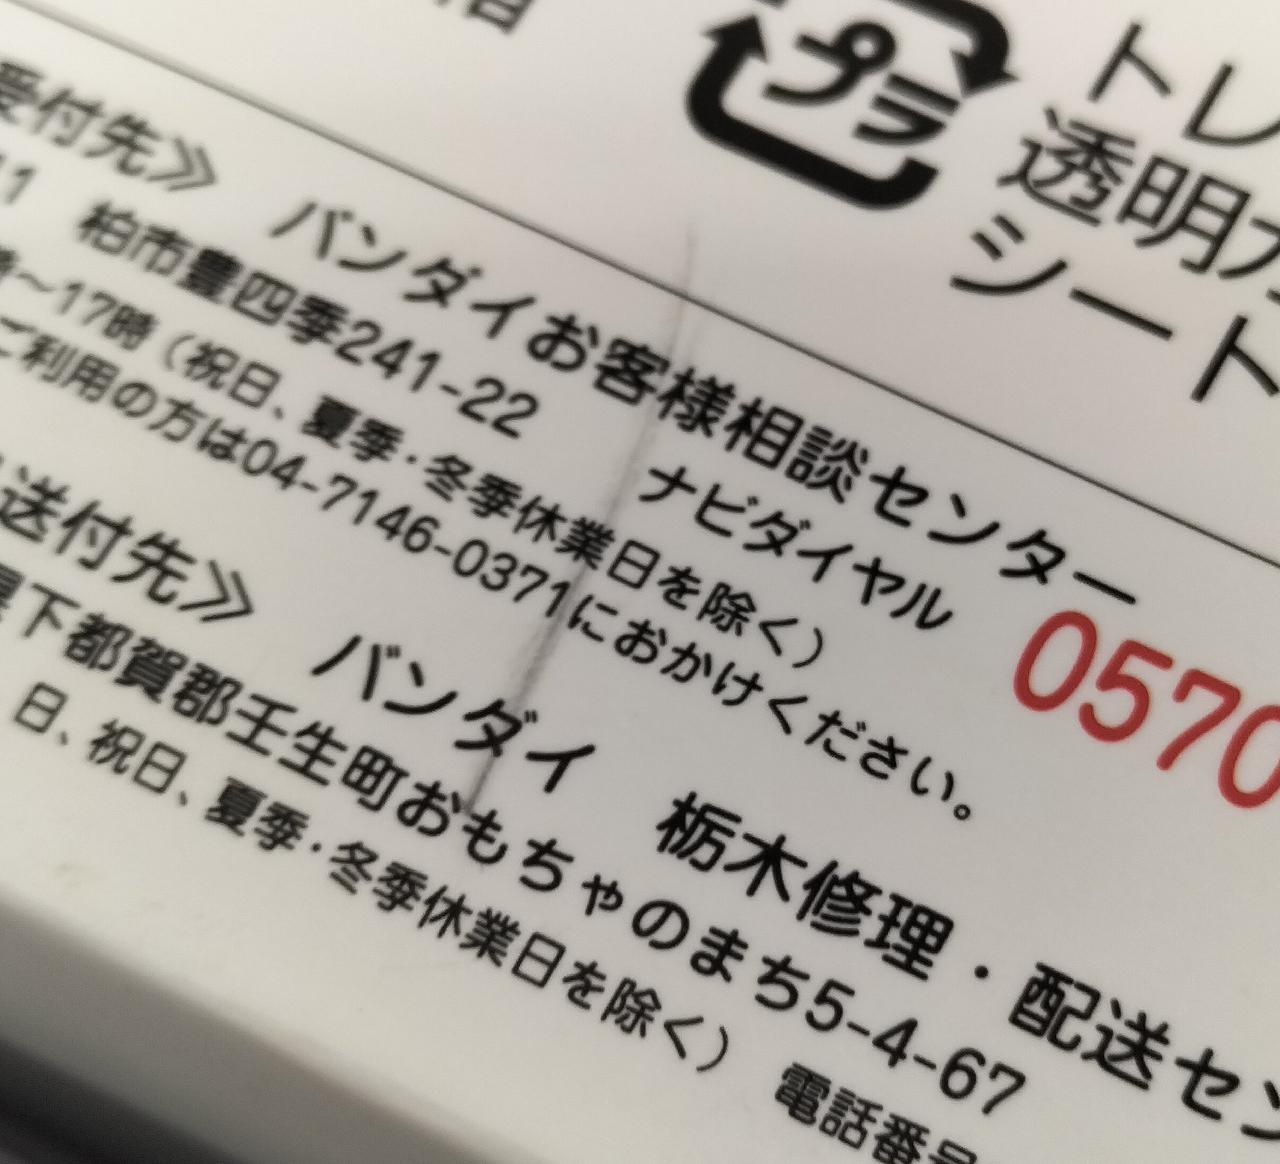 プラ
トレ
透明カ
シート
受付先≫ バンダイお客様相談センター
11 柏市豊四季241-22 ナビダイヤル 0570
時〜17時（祝日、夏季・冬季休業日を除く）
ご利用の方は04-7146-0371におかけください。
送付先≫ バンダイ 栃木修理・配送セン
県下都賀郡壬生町おもちゃのまち5-4-67
日、祝日、夏季・冬季休業日を除く） 電話番号